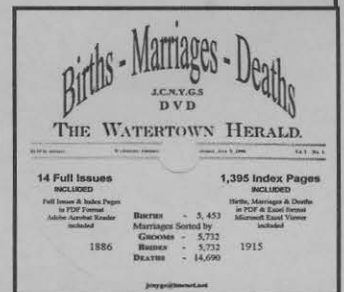 Births - Marriages - Deaths
J.C.N.Y.G.S
DVD
THE WATERTOWN HERALD.
14 Full Issues
INCLUDED
Full Issues & Index Pages
in PDF Format
Adobe Acrobat Reader
included
1,395 Index Pages
INCLUDED
Births, Marriages & Deaths
in PDF & Excel format
Microsoft Excel Viewer
included
BIRTHS - 5, 453
Marriages Sorted by
GROOMS - 5,732
BRIDES - 5,732
DEATHS - 14,690
1886
1915